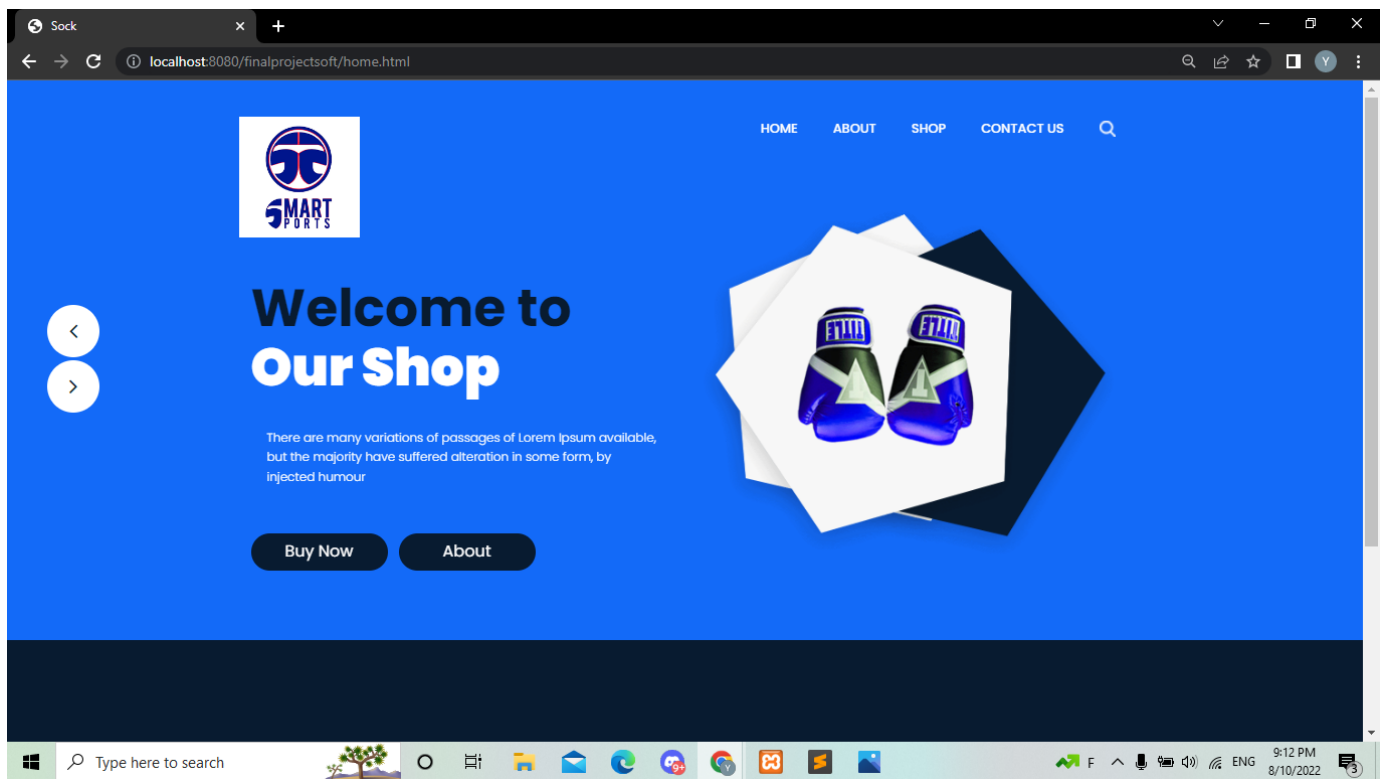 Sock
localhost:8080/finalprojectsoft/home.html
Y
HOME ABOUT SHOP CONTACT US
SMART
SPORTS
Welcome to
Our Shop
TITLE TITLE
T T
There are many variations of passages of Lorem Ipsum available,
but the majority have suffered alteration in some form, by
injected humour
Buy Now About
Type here to search
9+
Y
F
ENG
9:12 PM
8/10/2022
3